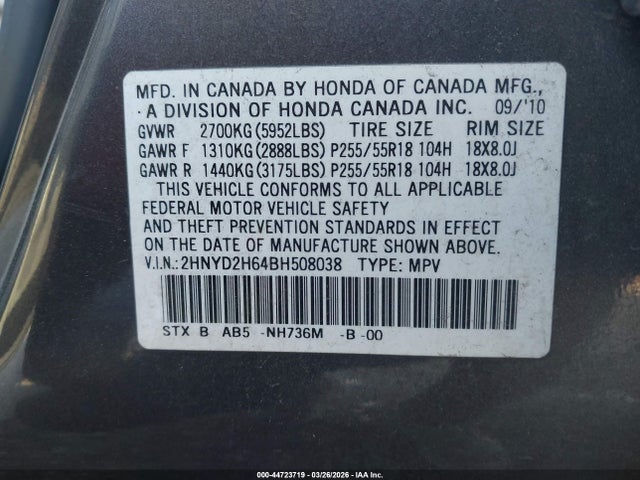 MFD. IN CANADA BY HONDA OF CANADA MFG.,
A DIVISION OF HONDA CANADA INC. 09/'10
GVWR 2700KG(5952LBS) TIRE SIZE RIM SIZE
GAWR F 1310KG(2888LBS) P255/55R18 104H 18X8.0J
GAWR R 1440KG(3175LBS) P255/55R18 104H 18X8.0J
THIS VEHICLE CONFORMS TO ALL APPLICABLE
FEDERAL MOTOR VEHICLE SAFETY
AND THEFT PREVENTION STANDARDS IN EFFECT
ON THE DATE OF MANUFACTURE SHOWN ABOVE.
V.I.N.: 2HNYD2H64BH508038 TYPE: MPV
STX B AB5 -NH736M -B-00
000-44723719 | 03/26/2026 | IAA Inc.